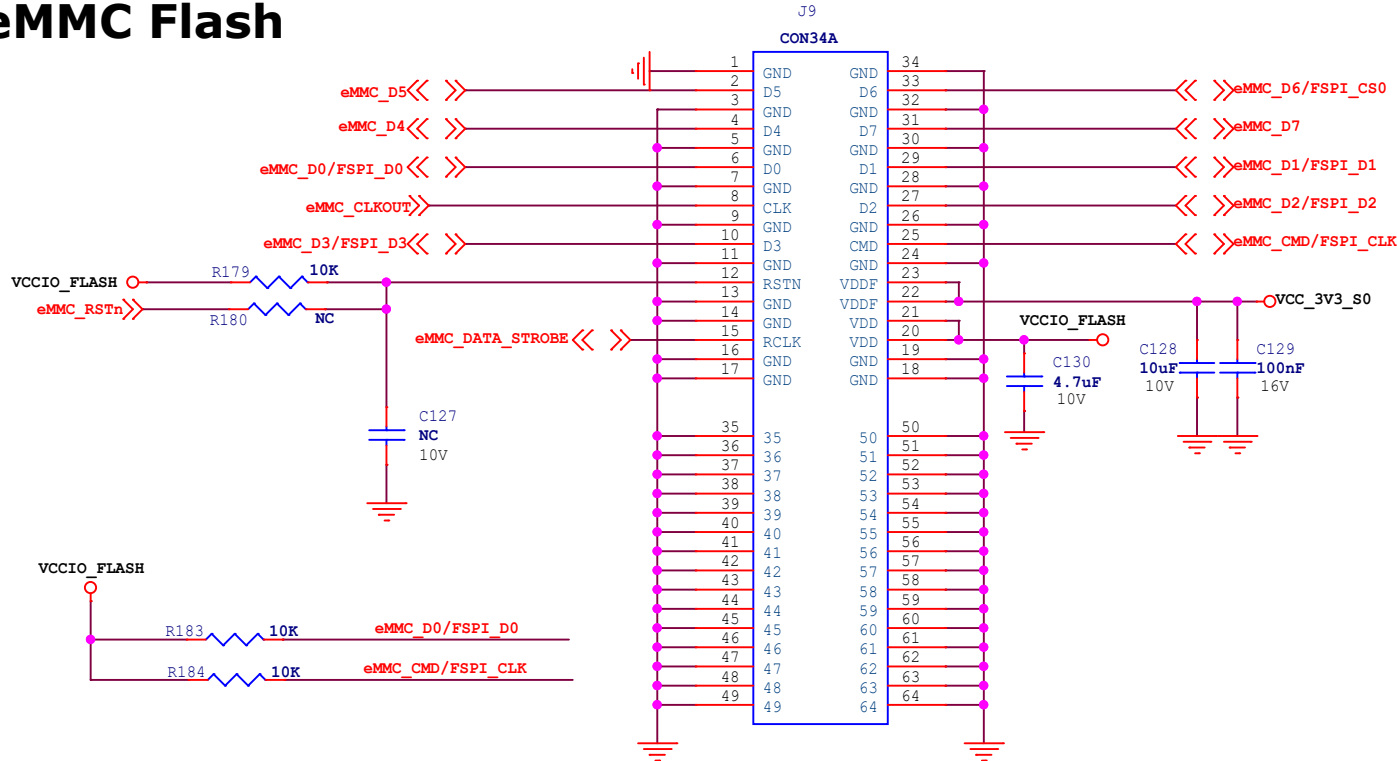 eMMC Flash
J9
CON34A
1 GND GND 34
eMMC_D5 2 D5 D6 33 eMMC_D6/FSPI_CS0
3 GND GND 32
eMMC_D4 4 D4 D7 31 eMMC_D7
5 GND GND 30
eMMC_D0/FSPI_D0 6 D0 D1 29 eMMC_D1/FSPI_D1
7 GND GND 28
eMMC_CLKOUT 8 CLK D2 27 eMMC_D2/FSPI_D2
9 GND GND 26
eMMC_D3/FSPI_D3 10 D3 CMD 25 eMMC_CMD/FSPI_CLK
11 GND GND 24
VCCIO_FLASH R179 10K 12 RSTN VDDF 23
eMMC_RSTn R180 NC 13 GND VDDF 22 VCC_3V3_S0
14 GND VDD 21 VCCIO_FLASH
eMMC_DATA_STROBE 15 RCLK VDD 20
16 GND GND 19
17 GND GND 18
C130
4.7uF
10V
C128
10uF
10V
C129
100nF
16V
C127
NC
10V
35 35 50 50
36 36 51 51
37 37 52 52
38 38 53 53
39 39 54 54
40 40 55 55
41 41 56 56
42 42 57 57
43 43 58 58
44 44 59 59
45 45 60 60
46 46 61 61
47 47 62 62
48 48 63 63
49 49 64 64
VCCIO_FLASH
R183 10K eMMC_D0/FSPI_D0
R184 10K eMMC_CMD/FSPI_CLK